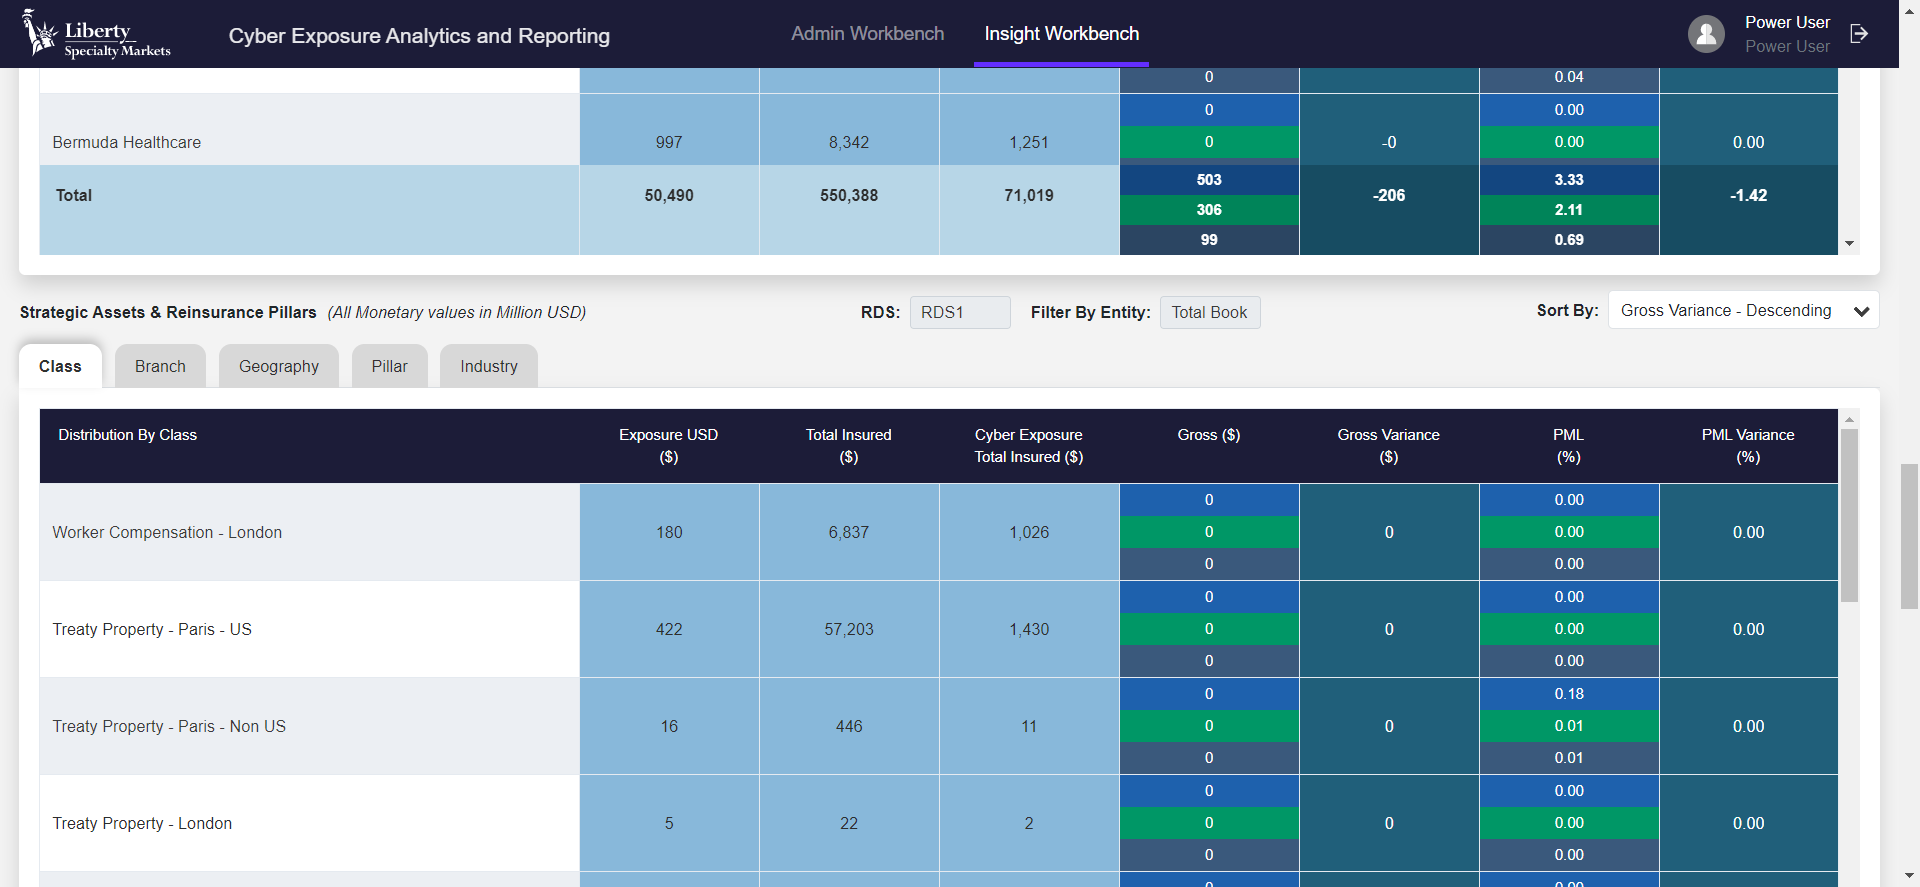 Liberty
Specialty Markets
Cyber Exposure Analytics and Reporting
Admin Workbench
Insight Workbench
Power User
Power User
0
0.04
Bermuda Healthcare
997
8,342
1,251
0
0
-0
0.00
0.00
0.00
Total
50,490
550,388
71,019
503
306
99
-206
3.33
2.11
0.69
-1.42
Strategic Assets & Reinsurance Pillars (All Monetary values in Million USD)
RDS:
RDS1
Filter By Entity:
Total Book
Sort By:
Gross Variance - Descending
Class
Branch
Geography
Pillar
Industry
Distribution By Class
Exposure USD
($)
Total Insured
($)
Cyber Exposure
Total Insured ($)
Gross ($)
Gross Variance
($)
PML
(%)
PML Variance
(%)
Worker Compensation - London
180
6,837
1,026
0
0
0
0
0.00
0.00
0.00
0.00
Treaty Property - Paris - US
422
57,203
1,430
0
0
0
0
0.00
0.00
0.00
0.00
Treaty Property - Paris - Non US
16
446
11
0
0
0
0
0.18
0.01
0.01
0.00
Treaty Property - London
5
22
2
0
0
0
0
0.00
0.00
0.00
0.00
0
0.00